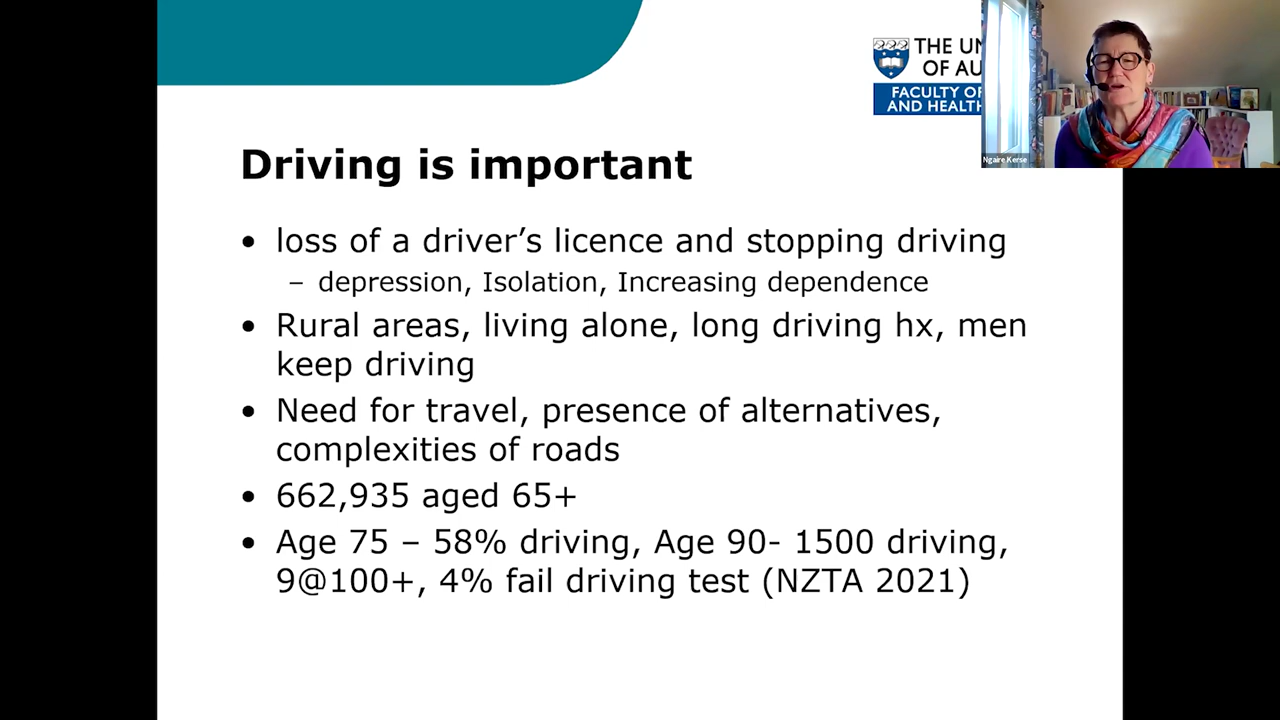 THE UN
OF AU
FACULTY OF
AND HEALTH
Ngaire Kerse
Driving is important
• loss of a driver’s licence and stopping driving
– depression, Isolation, Increasing dependence
• Rural areas, living alone, long driving hx, men
keep driving
• Need for travel, presence of alternatives,
complexities of roads
• 662,935 aged 65+
• Age 75 – 58% driving, Age 90- 1500 driving,
9@100+, 4% fail driving test (NZTA 2021)